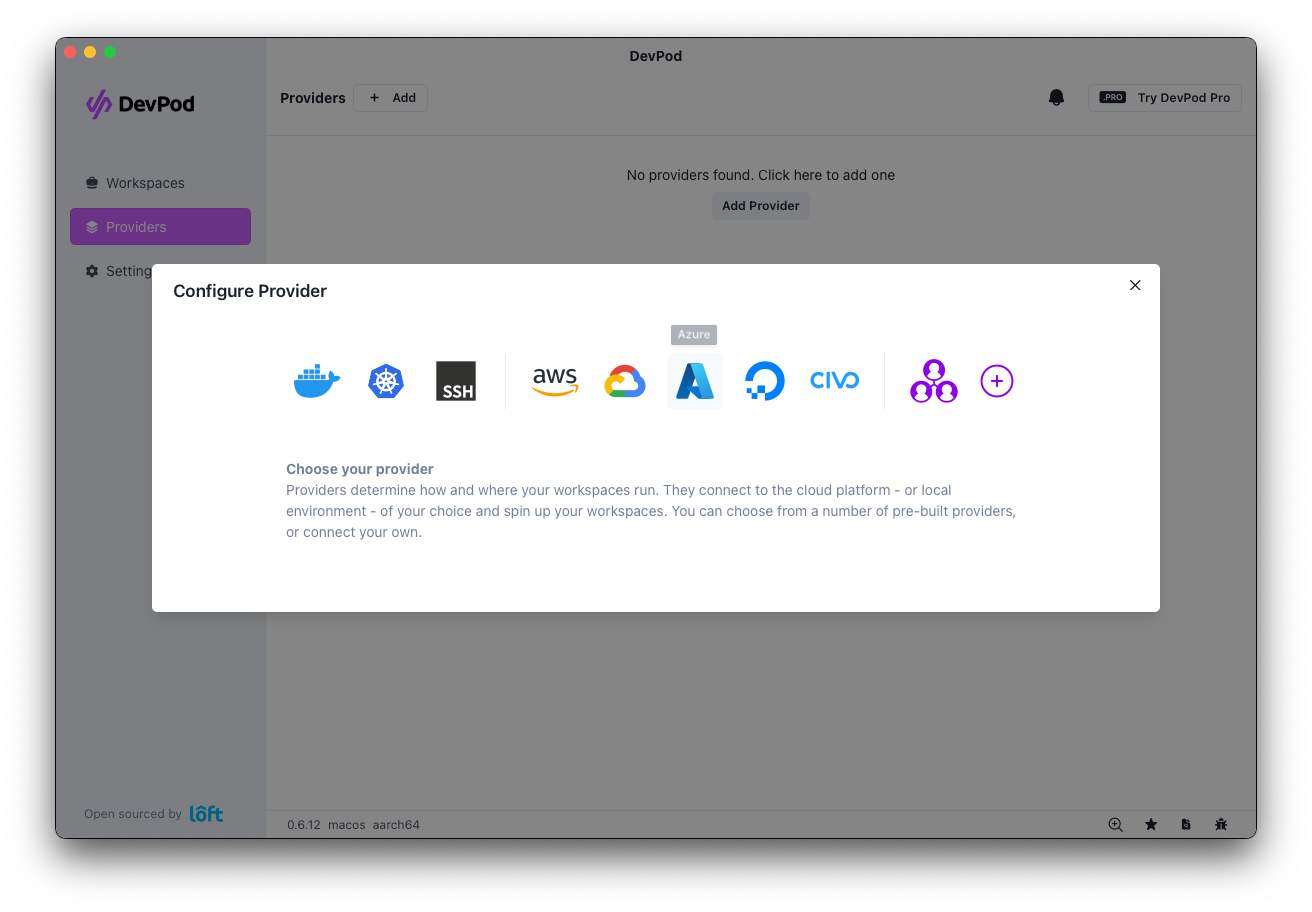 DevPod
DevPod
Providers
+ Add
.PRO Try DevPod Pro
Workspaces
Providers
Setting
No providers found. Click here to add one
Add Provider
Configure Provider
Azure
SSH
aws
CIVO
Choose your provider
Providers determine how and where your workspaces run. They connect to the cloud platform - or local
environment - of your choice and spin up your workspaces. You can choose from a number of pre-built providers,
or connect your own.
Open sourced by loft
0.6.12 macos aarch64